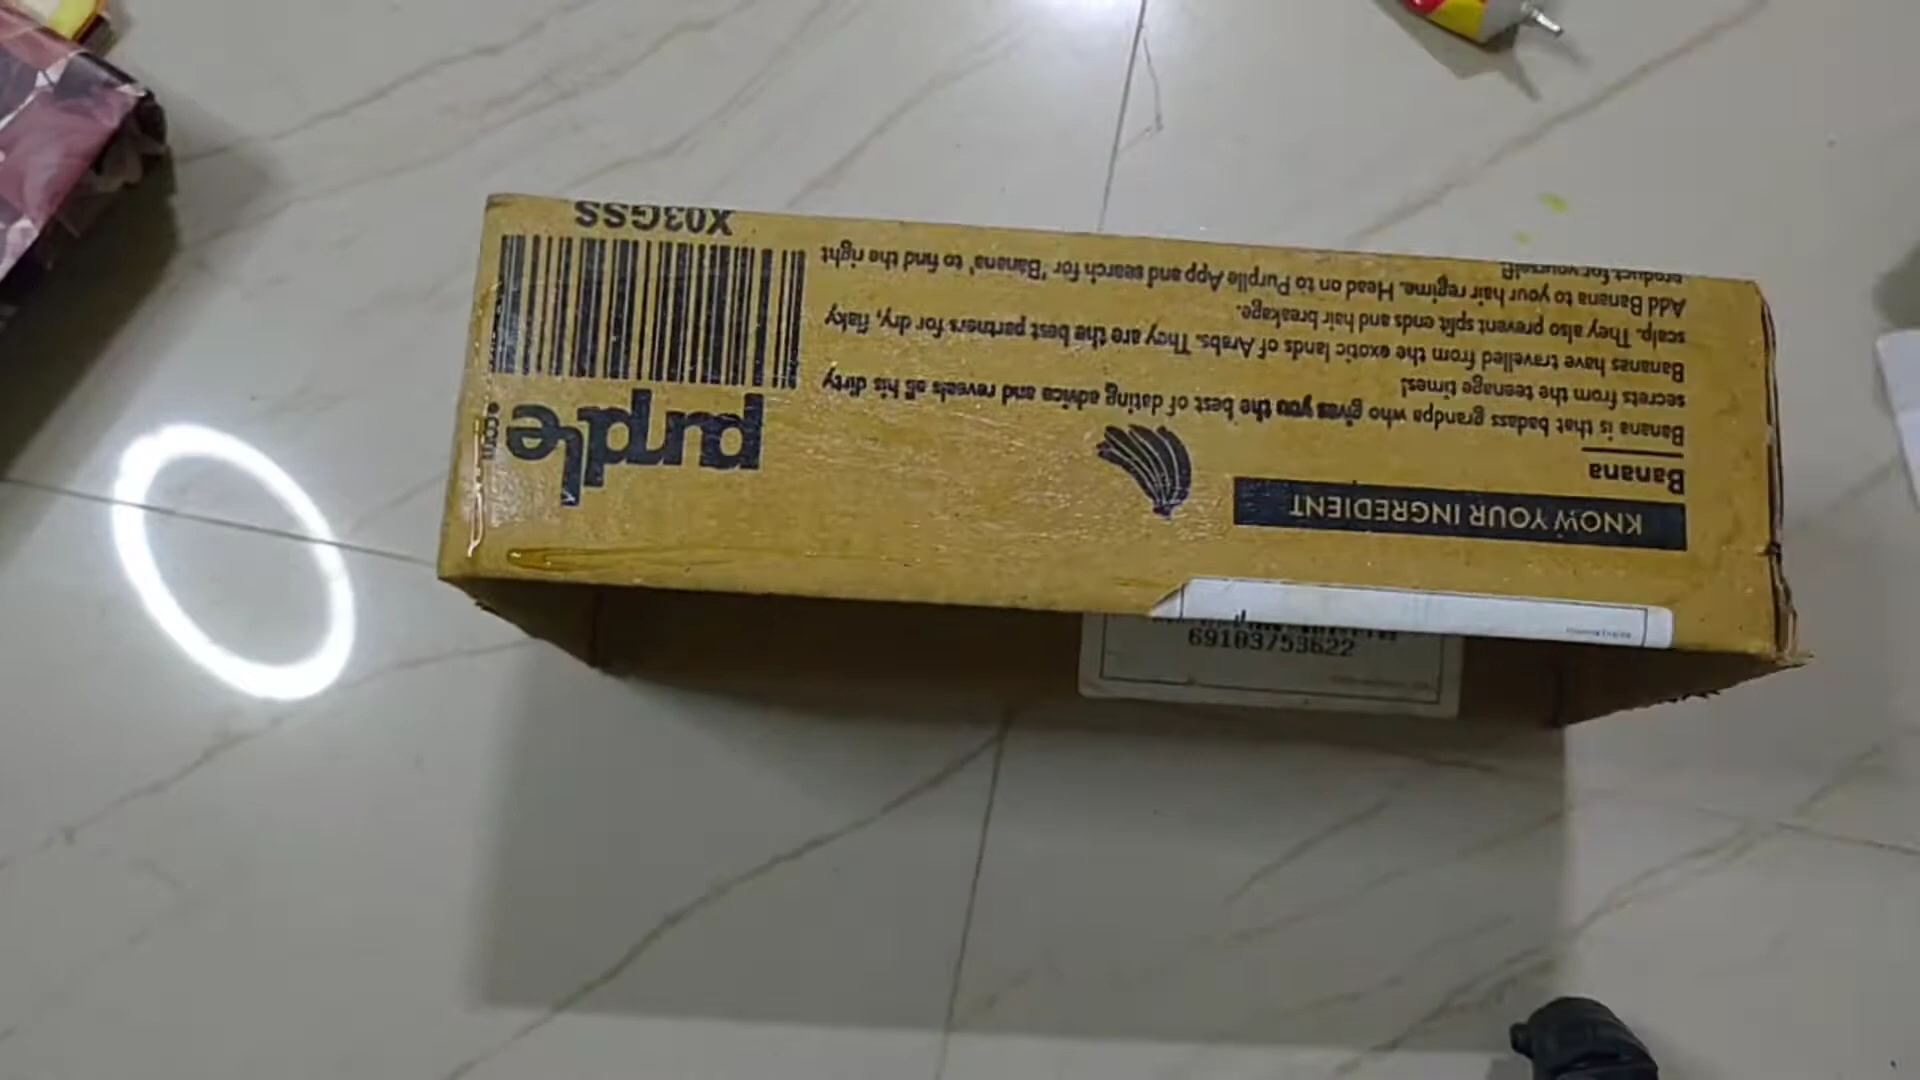 KNOW YOUR INGREDIENT
Banana
Banana is that badass grandpa who gives you the best of dating advice and reveals all his dirty
secrets from the teenage times!
Bananas have travelled from the exotic lands of Arabs. They are the best partners for dry, flaky
scalp. They also prevent split ends and hair breakage.
Add Banana to your hair regime. Head on to Purplle App and search for 'Banana' to find the right
product for yourself!
purplle
.com
X03GSS
69103753622